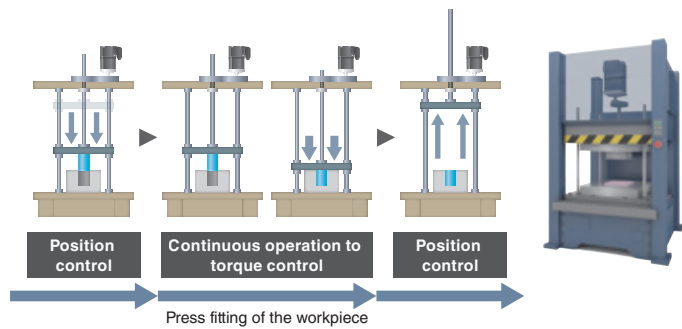 Position
control
Continuous operation to
torque control
Position
control
Press fitting of the workpiece